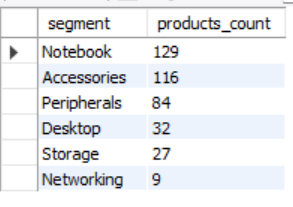 segment products_count
Notebook 129
Accessories 116
Peripherals 84
Desktop 32
Storage 27
Networking 9